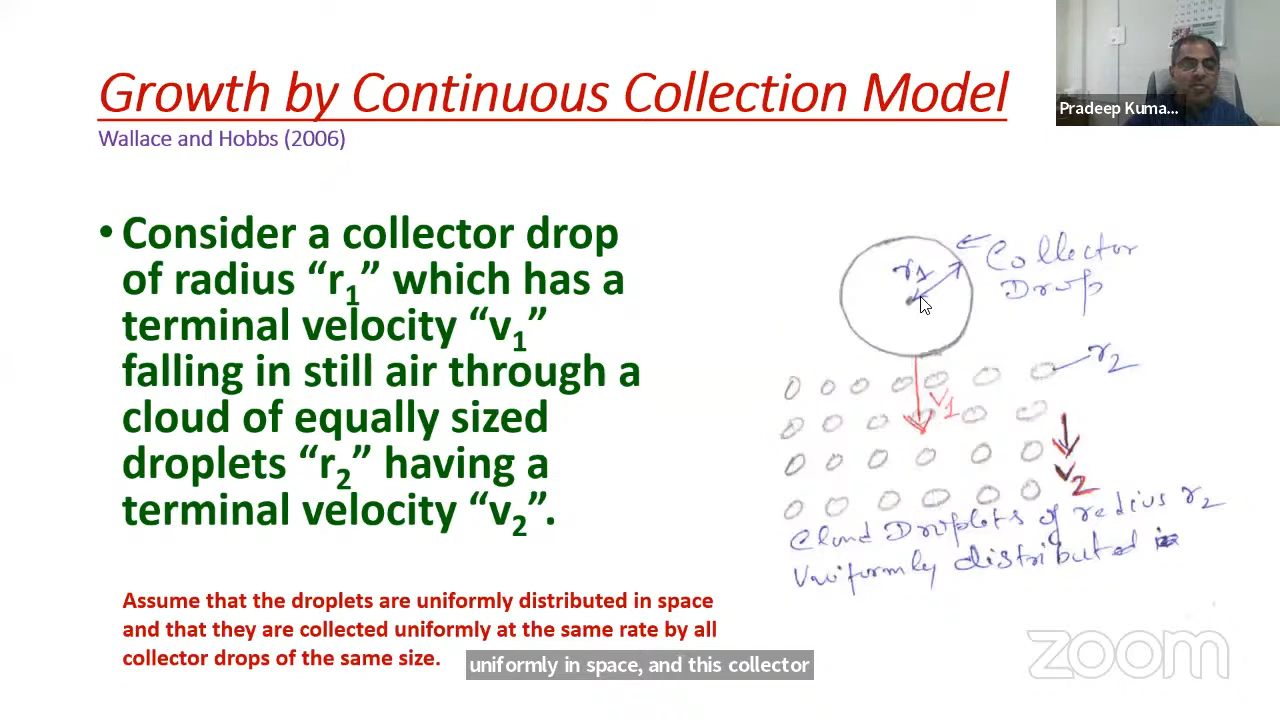 Growth by Continuous Collection Model
Wallace and Hobbs (2006)
Pradeep Kuma...
• Consider a collector drop
of radius “r₁” which has a
terminal velocity “v₁”
falling in still air through a
cloud of equally sized
droplets “r₂” having a
terminal velocity “v₂”.
r₁
Collector
Drop
r₂
v₁
v₂
Cloud Droplets of redius r₂
Uniformly distributed
Assume that the droplets are uniformly distributed in space
and that they are collected uniformly at the same rate by all
collector drops of the same size.
uniformly in space, and this collector
zoom